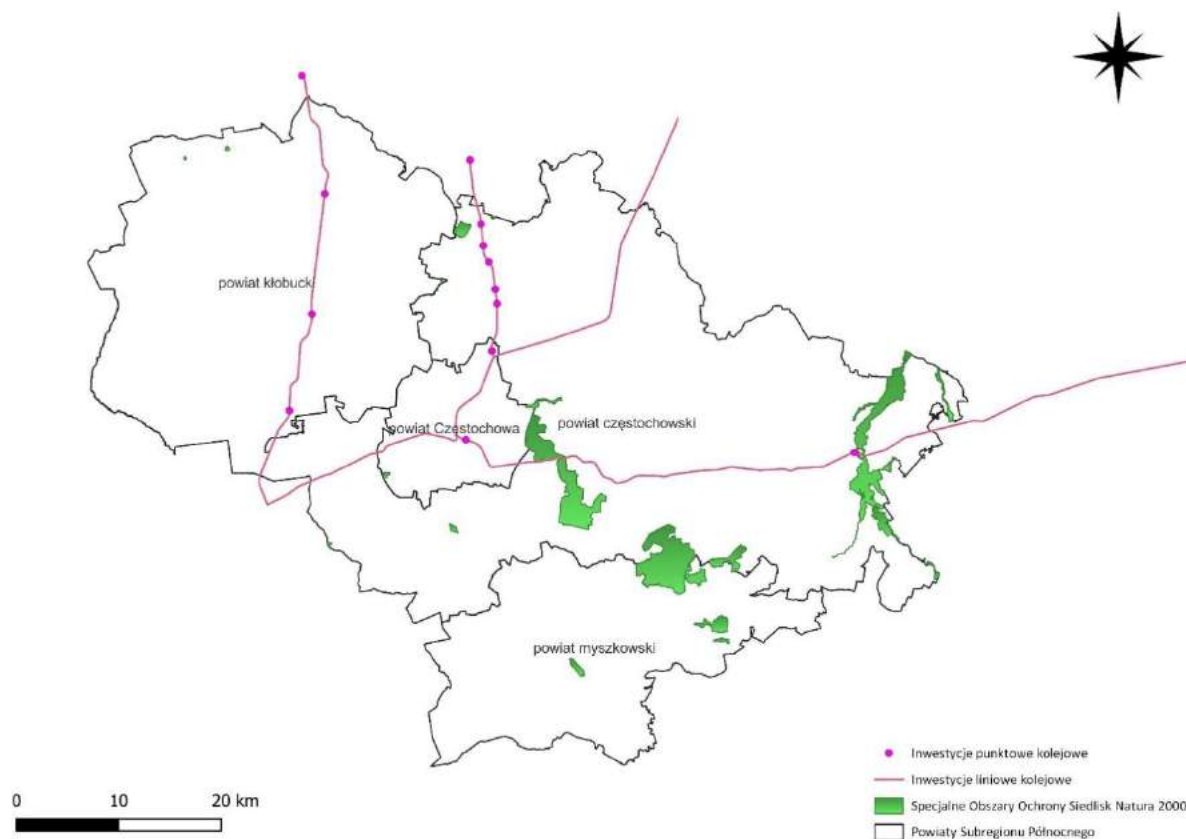 powiat kłobucki
powiat Częstochowa
powiat częstochowski
powiat myszkowski
Inwestycje punktowe kolejowe
Inwestycje liniowe kolejowe
Specjalne Obszary Ochrony Siedlisk Natura 2000
Powiaty Subregionu Północnego
0 10 20 km